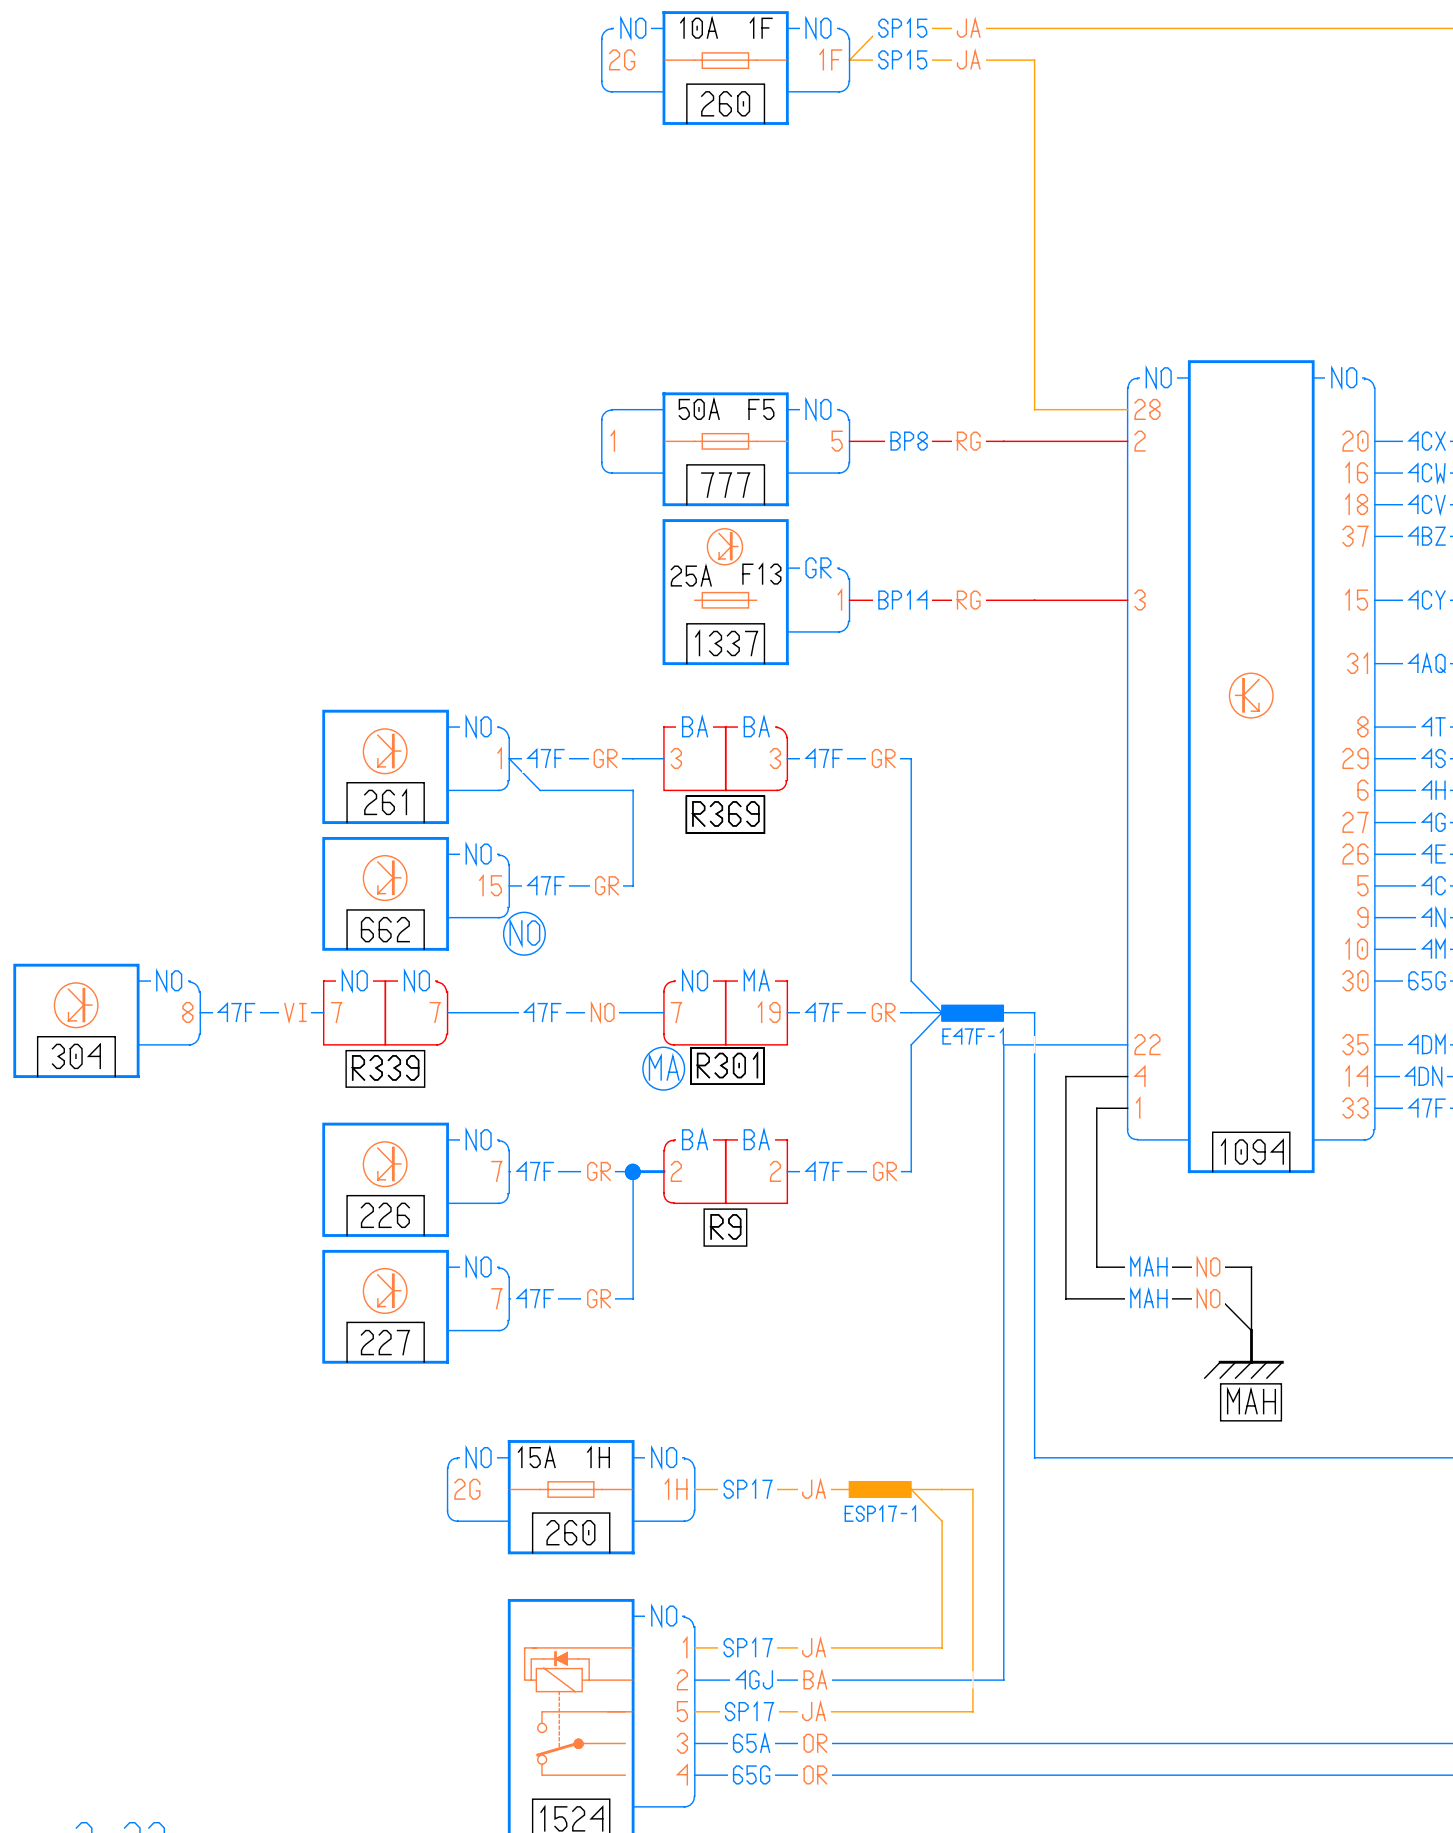 NO 10A 1F NO SP15 JA
2G 1F SP15 JA
260
NO NO
50A F5 NO 28
1 5 BP8 RG 2 20 4CX
777 16 4CW
18 4CV
37 4BZ
GR
25A F13
1 BP14 RG 3 15 4CY
1337
31 4AQ
NO BA BA 8 4T
1 47F GR 3 3 47F GR 29 4S
261 6 4H
R369
27 4G
NO 26 4E
15 47F GR 5 4C
662 NO 9 4N
10 4M
NO NO NO NO MA 30 65G
8 47F VI 7 7 47F NO 7 19 47F GR
E47F-1
304 22 35 4DM
R339 MA R301 4 14 4DN
1 33 47F
NO BA BA 1094
7 47F GR 2 2 47F GR
226 R9
NO MAH NO
7 47F GR MAH NO
227
MAH
NO 15A 1H NO
2G 1H SP17 JA
ESP17-1
260
NO
1 SP17 JA
2 4GJ BA
5 SP17 JA
3 65A OR
4 65G OR
1524